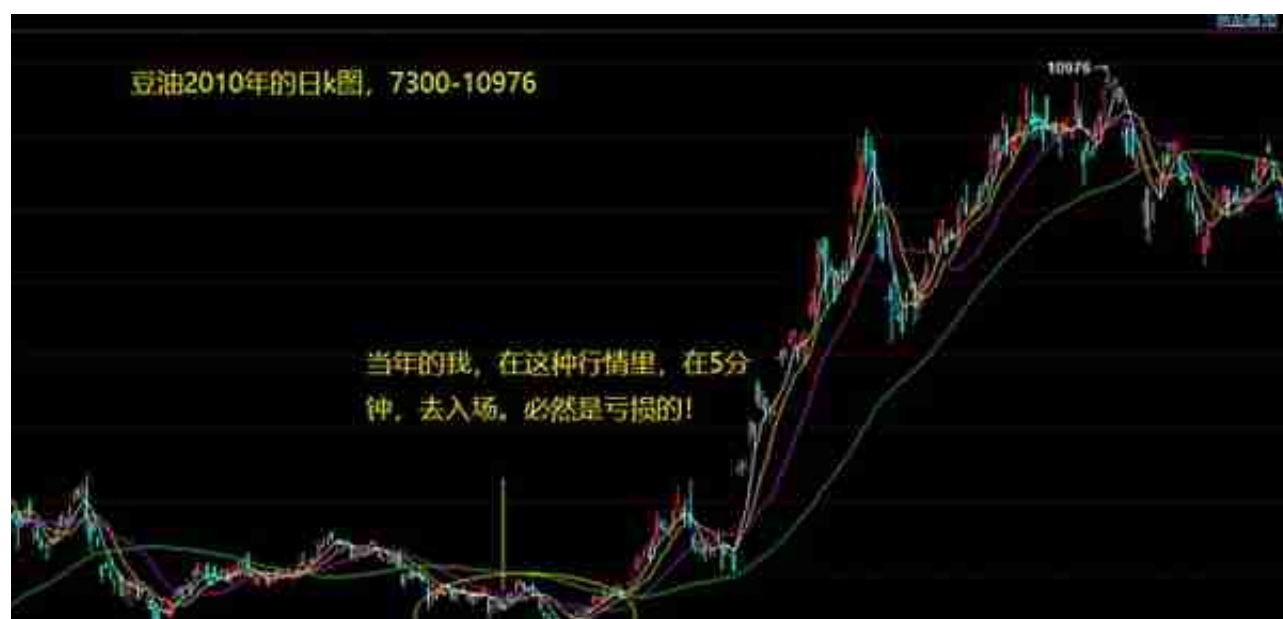 豆油2010年的日k图，7300-10976
10976
当年的我，在这种行情里，在5分
钟，去入场。必然是亏损的！